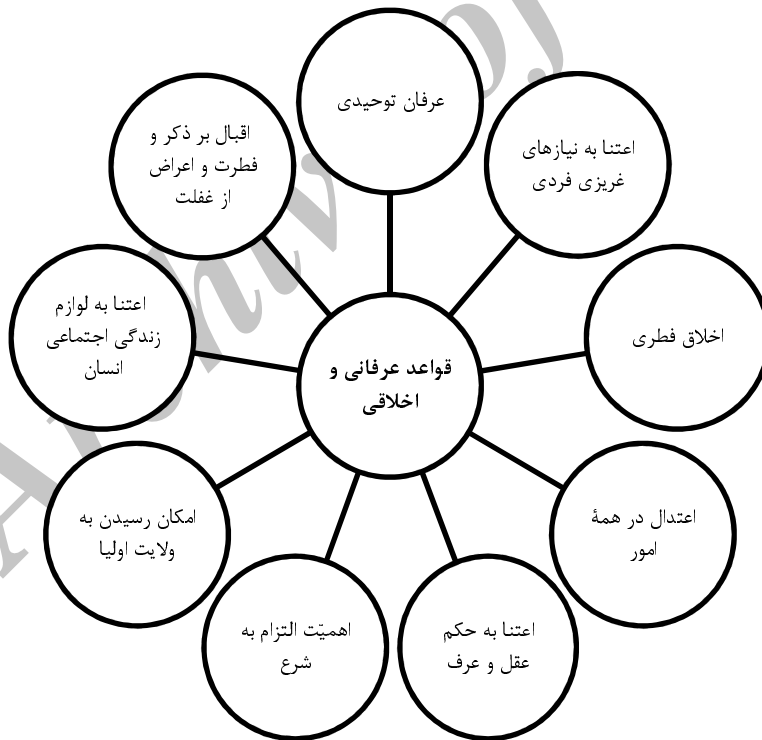 عرفان توحیدی
اعتنا به نیازهای
غریزی فردی
اخلاق فطری
اعتدال در همهٔ
امور
اعتنا به حکم
عقل و عرف
اهمیّت التزام به
شرع
امکان رسیدن به
ولایت اولیا
اعتنا به لوازم
زندگی اجتماعی
انسان
اقبال بر ذکر و
فطرت و اعراض
از غفلت
قواعد عرفانی و
اخلاقی